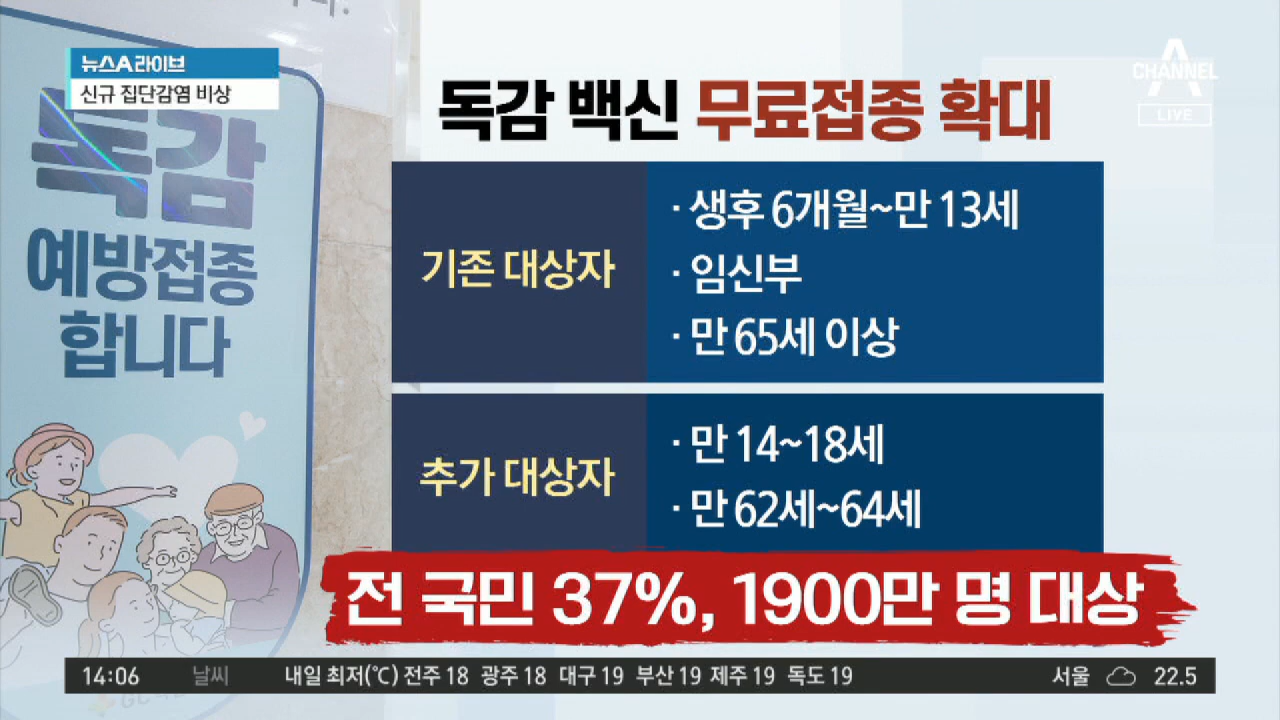 뉴스A 라이브
신규 집단감염 비상
CHANNEL A
LIVE
독감
예방접종
합니다
독감 백신 무료접종 확대
기존 대상자
· 생후 6개월~만 13세
· 임신부
· 만 65세 이상
추가 대상자
· 만 14~18세
· 만 62세~64세
전 국민 37%, 1900만 명 대상
14:06 날씨 내일 최저(℃) 전주 18 광주 18 대구 19 부산 19 제주 19 독도 19 서울 22.5